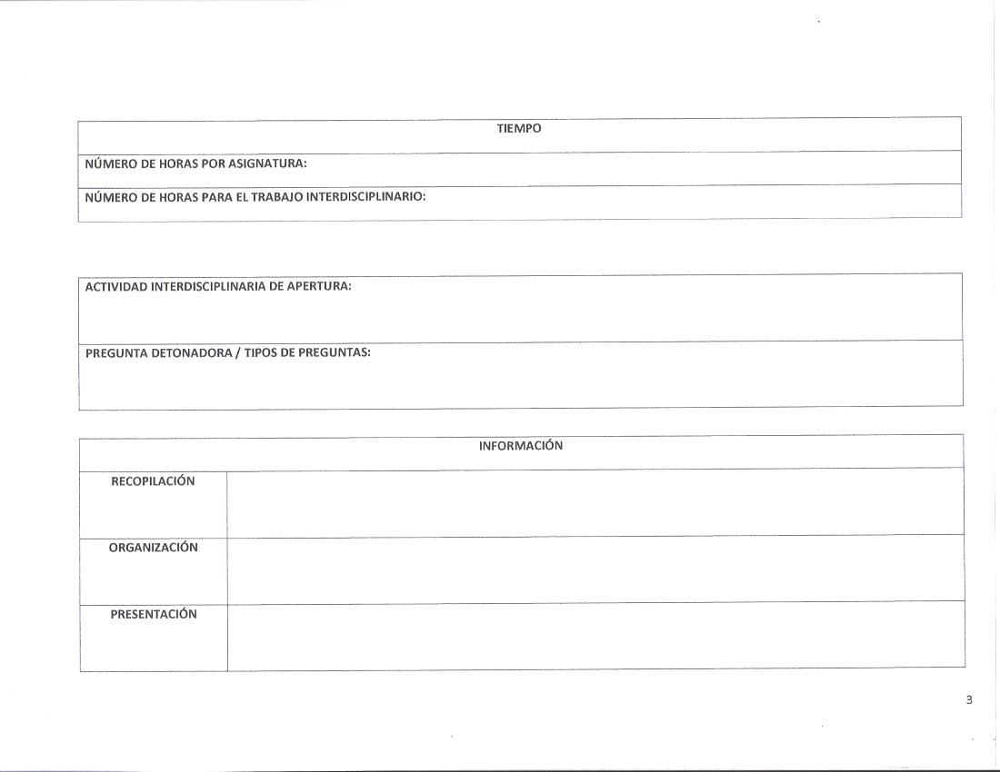 TIEMPO
NÚMERO DE HORAS POR ASIGNATURA:
NÚMERO DE HORAS PARA EL TRABAJO INTERDISCIPLINARIO:
ACTIVIDAD INTERDISCIPLINARIA DE APERTURA:
PREGUNTA DETONADORA / TIPOS DE PREGUNTAS:
INFORMACIÓN
RECOPILACIÓN
ORGANIZACIÓN
PRESENTACIÓN
3